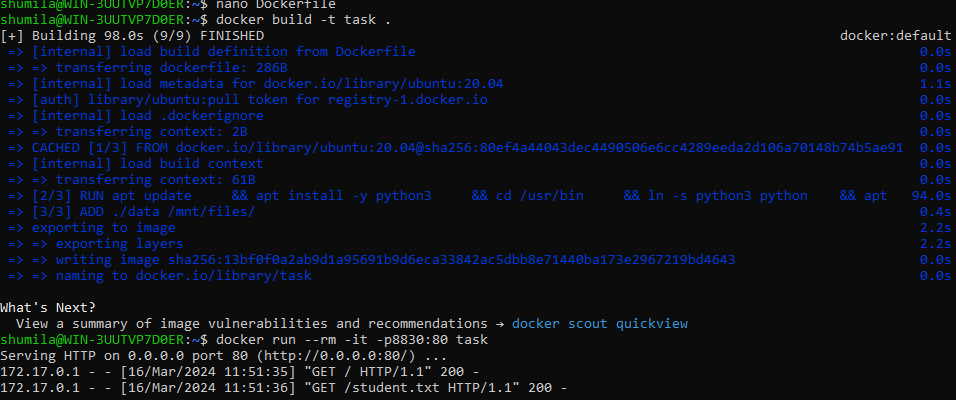 shumila@WIN-3UUTVP7D0ER:~$ nano Dockerfile
shumila@WIN-3UUTVP7D0ER:~$ docker build -t task .
[+] Building 98.0s (9/9) FINISHED docker:default
=> [internal] load build definition from Dockerfile 0.0s
=> => transferring dockerfile: 286B 0.0s
=> [internal] load metadata for docker.io/library/ubuntu:20.04 1.1s
=> [auth] library/ubuntu:pull token for registry-1.docker.io 0.0s
=> [internal] load .dockerignore 0.0s
=> => transferring context: 2B 0.0s
=> CACHED [1/3] FROM docker.io/library/ubuntu:20.04@sha256:80ef4a44043dec4490506e6cc4289eeda2d106a70148b74b5ae91 0.0s
=> [internal] load build context 0.0s
=> => transferring context: 61B 0.0s
=> [2/3] RUN apt update && apt install -y python3 && cd /usr/bin && ln -s python3 python && apt 94.0s
=> [3/3] ADD ./data /mnt/files/ 0.4s
=> exporting to image 2.2s
=> => exporting layers 2.2s
=> => writing image sha256:13bf0f0a2ab9d1a95691b9d6eca33842ac5dbb8e71440ba173e2967219bd4643 0.0s
=> => naming to docker.io/library/task 0.0s
What's Next?
View a summary of image vulnerabilities and recommendations → docker scout quickview
shumila@WIN-3UUTVP7D0ER:~$ docker run --rm -it -p8830:80 task
Serving HTTP on 0.0.0.0 port 80 (http://0.0.0.0:80/) ...
172.17.0.1 - - [16/Mar/2024 11:51:35] "GET / HTTP/1.1" 200 -
172.17.0.1 - - [16/Mar/2024 11:51:36] "GET /student.txt HTTP/1.1" 200 -